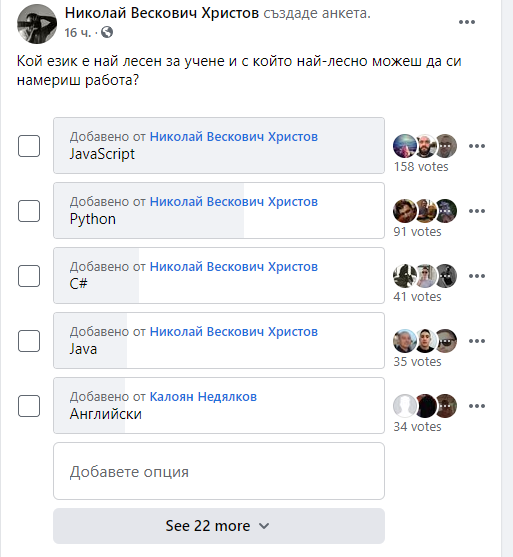 Николай Вескович Христов създаде анкета.
16 ч. ·
Кой език е най лесен за учене и с който най-лесно можеш да си
намериш работа?
Добавено от Николай Вескович Христов
JavaScript
158 votes
Добавено от Николай Вескович Христов
Python
91 votes
Добавено от Николай Вескович Христов
C#
41 votes
Добавено от Николай Вескович Христов
Java
35 votes
Добавено от Калоян Недялков
Английски
34 votes
Добавете опция
See 22 more